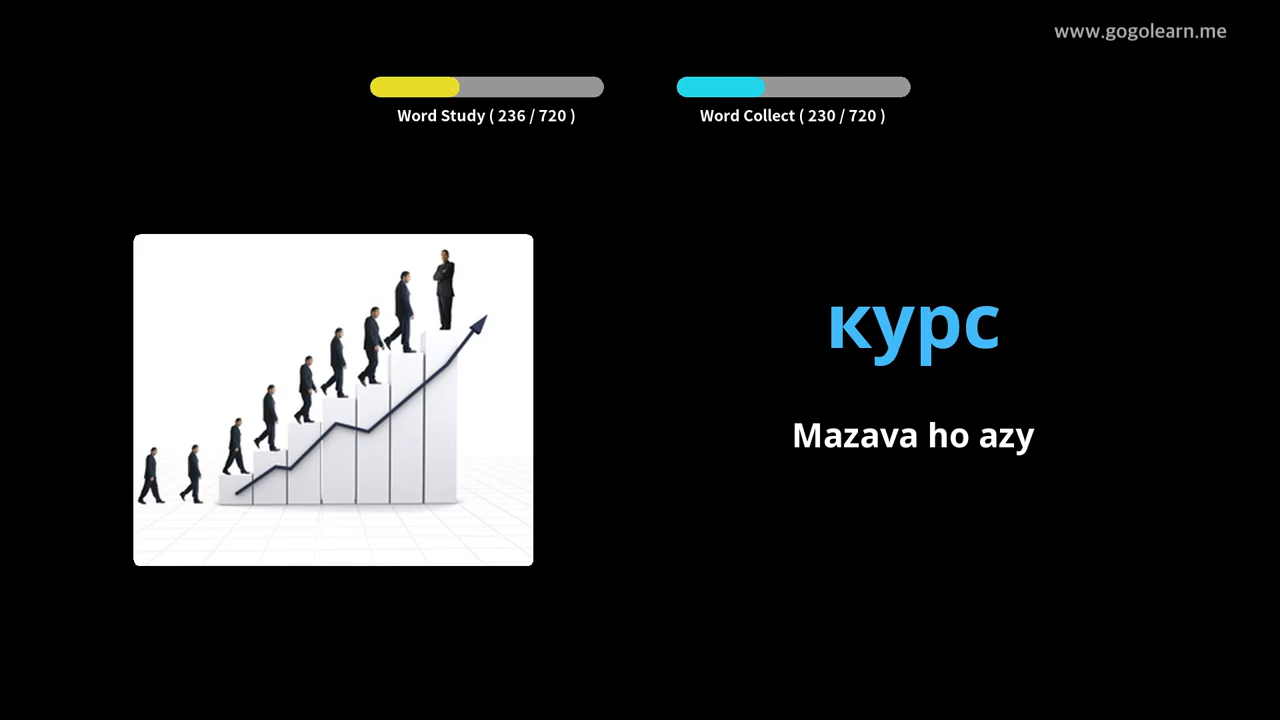 www.gogolearn.me
Word Study ( 236 / 720 )
Word Collect ( 230 / 720 )
курс
Mazava ho azy